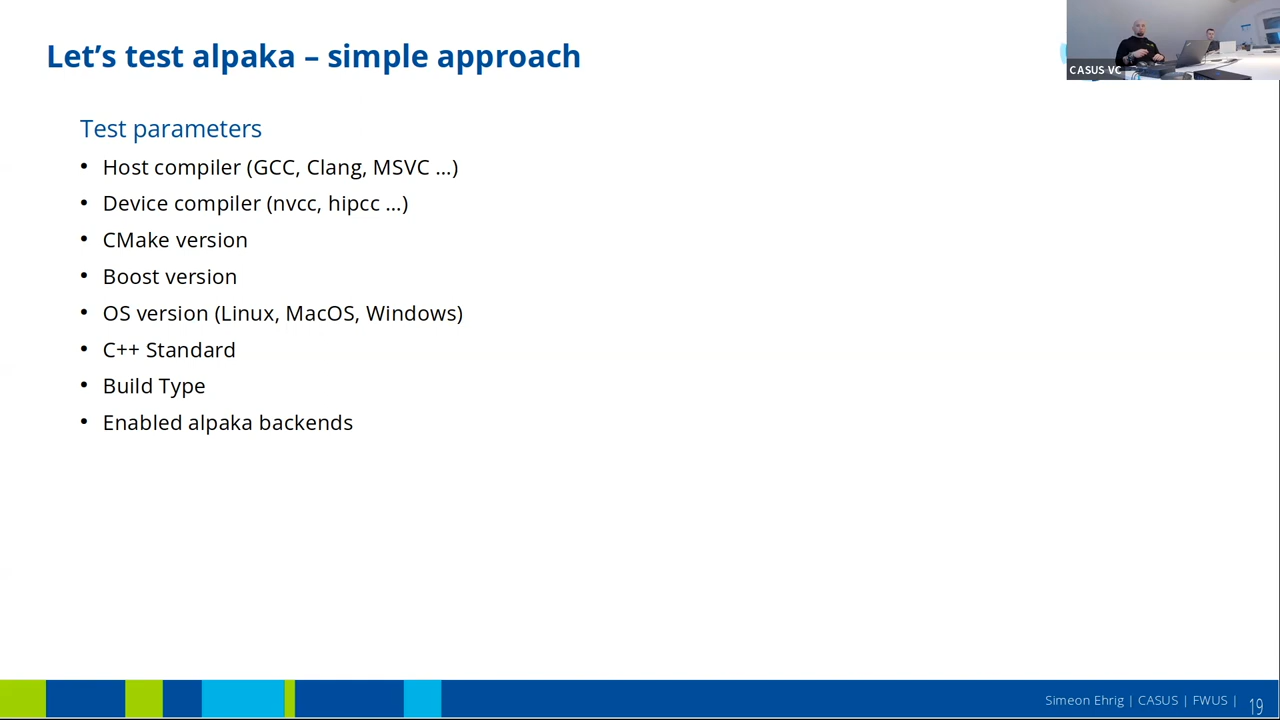 Let’s test alpaka – simple approach
CASUS VC
Test parameters
• Host compiler (GCC, Clang, MSVC …)
• Device compiler (nvcc, hipcc …)
• CMake version
• Boost version
• OS version (Linux, MacOS, Windows)
• C++ Standard
• Build Type
• Enabled alpaka backends
Simeon Ehrig | CASUS | FWUS |
19